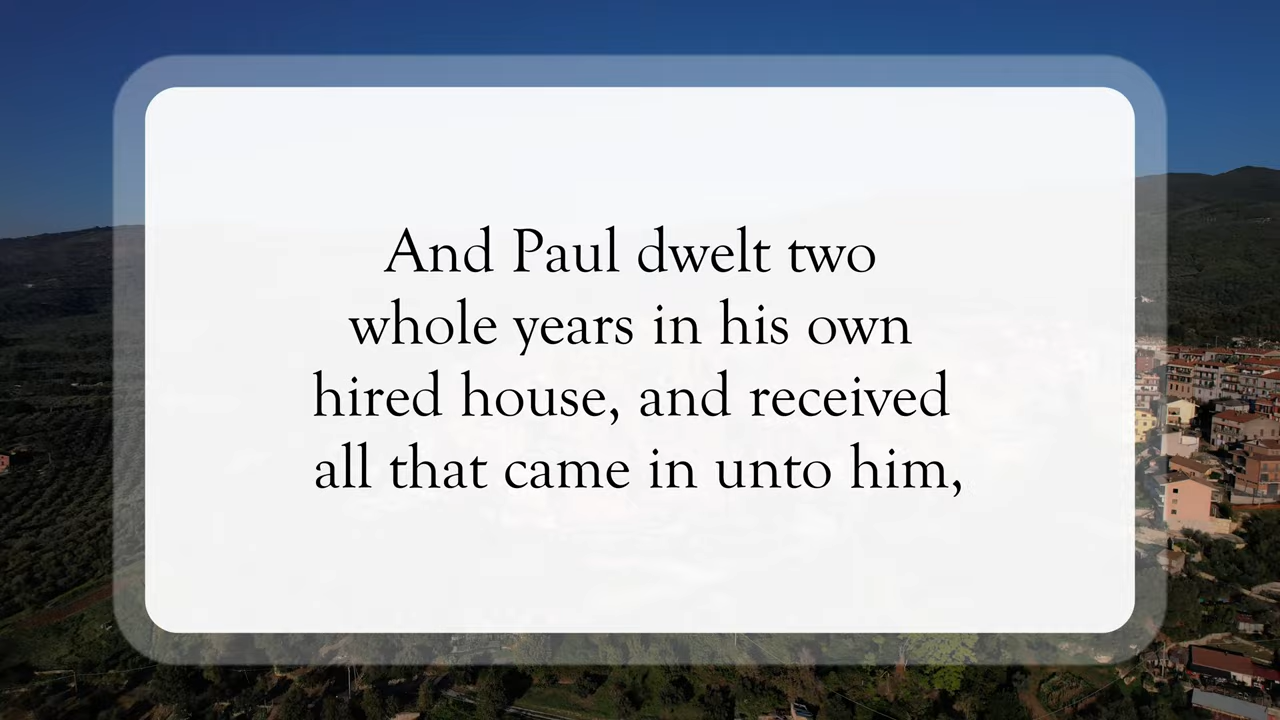 And Paul dwelt two
whole years in his own
hired house, and received
all that came in unto him,